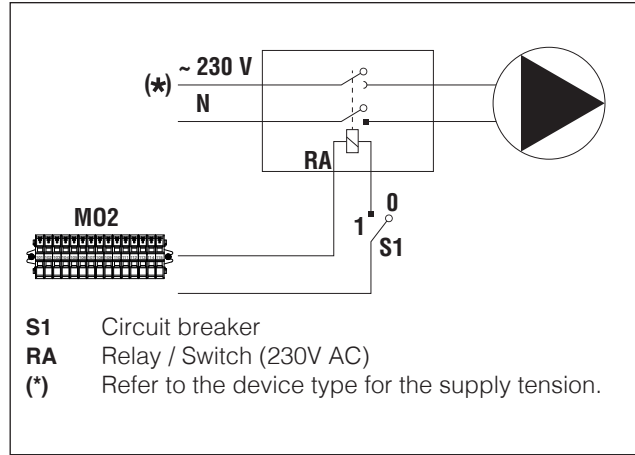 ~ 230 V
(*)
N
RA
0
1
S1
MO2
S1 Circuit breaker
RA Relay / Switch (230V AC)
(*) Refer to the device type for the supply tension.